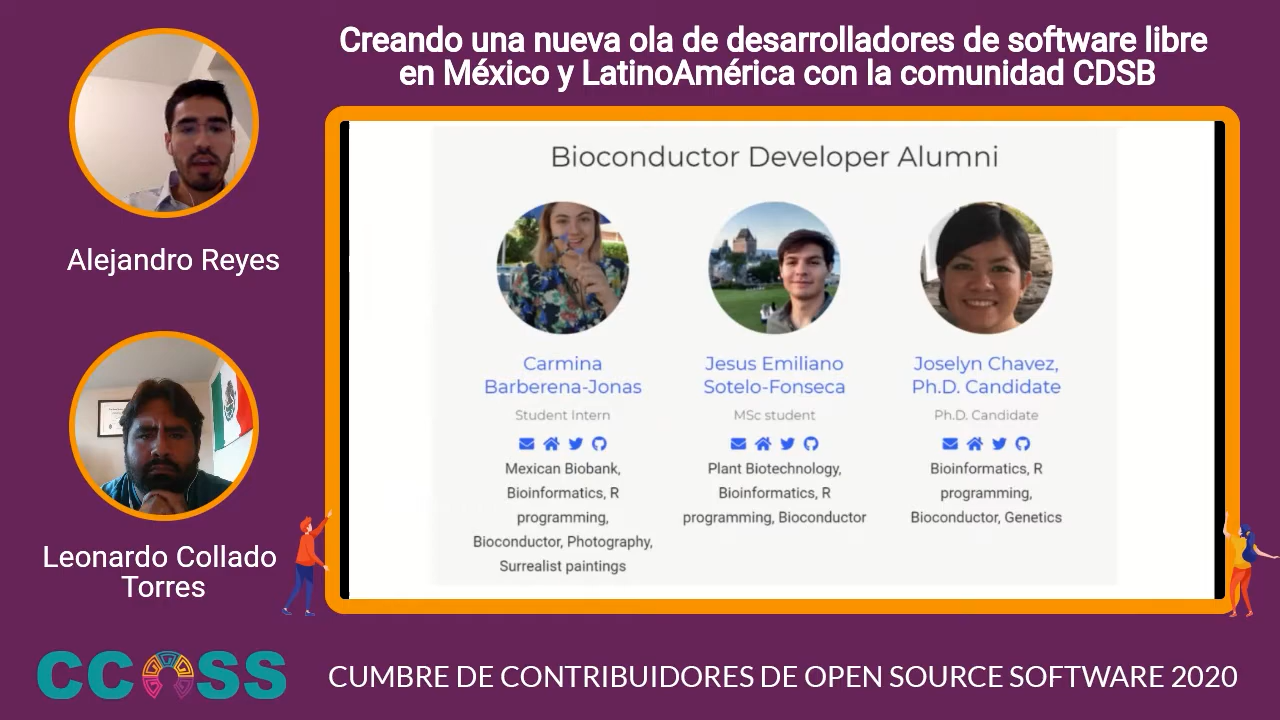 Creando una nueva ola de desarrolladores de software libre
en México y LatinoAmérica con la comunidad CDSB
Alejandro Reyes
Leonardo Collado
Torres
Bioconductor Developer Alumni
Carmina
Barberena-Jonas
Student Intern
Mexican Biobank,
Bioinformatics, R
programming,
Bioconductor, Photography,
Surrealist paintings
Jesus Emiliano
Sotelo-Fonseca
MSc student
Plant Biotechnology,
Bioinformatics, R
programming, Bioconductor
Joselyn Chavez,
Ph.D. Candidate
Ph.D. Candidate
Bioinformatics, R
programming,
Bioconductor, Genetics
CCOSS
CUMBRE DE CONTRIBUIDORES DE OPEN SOURCE SOFTWARE 2020